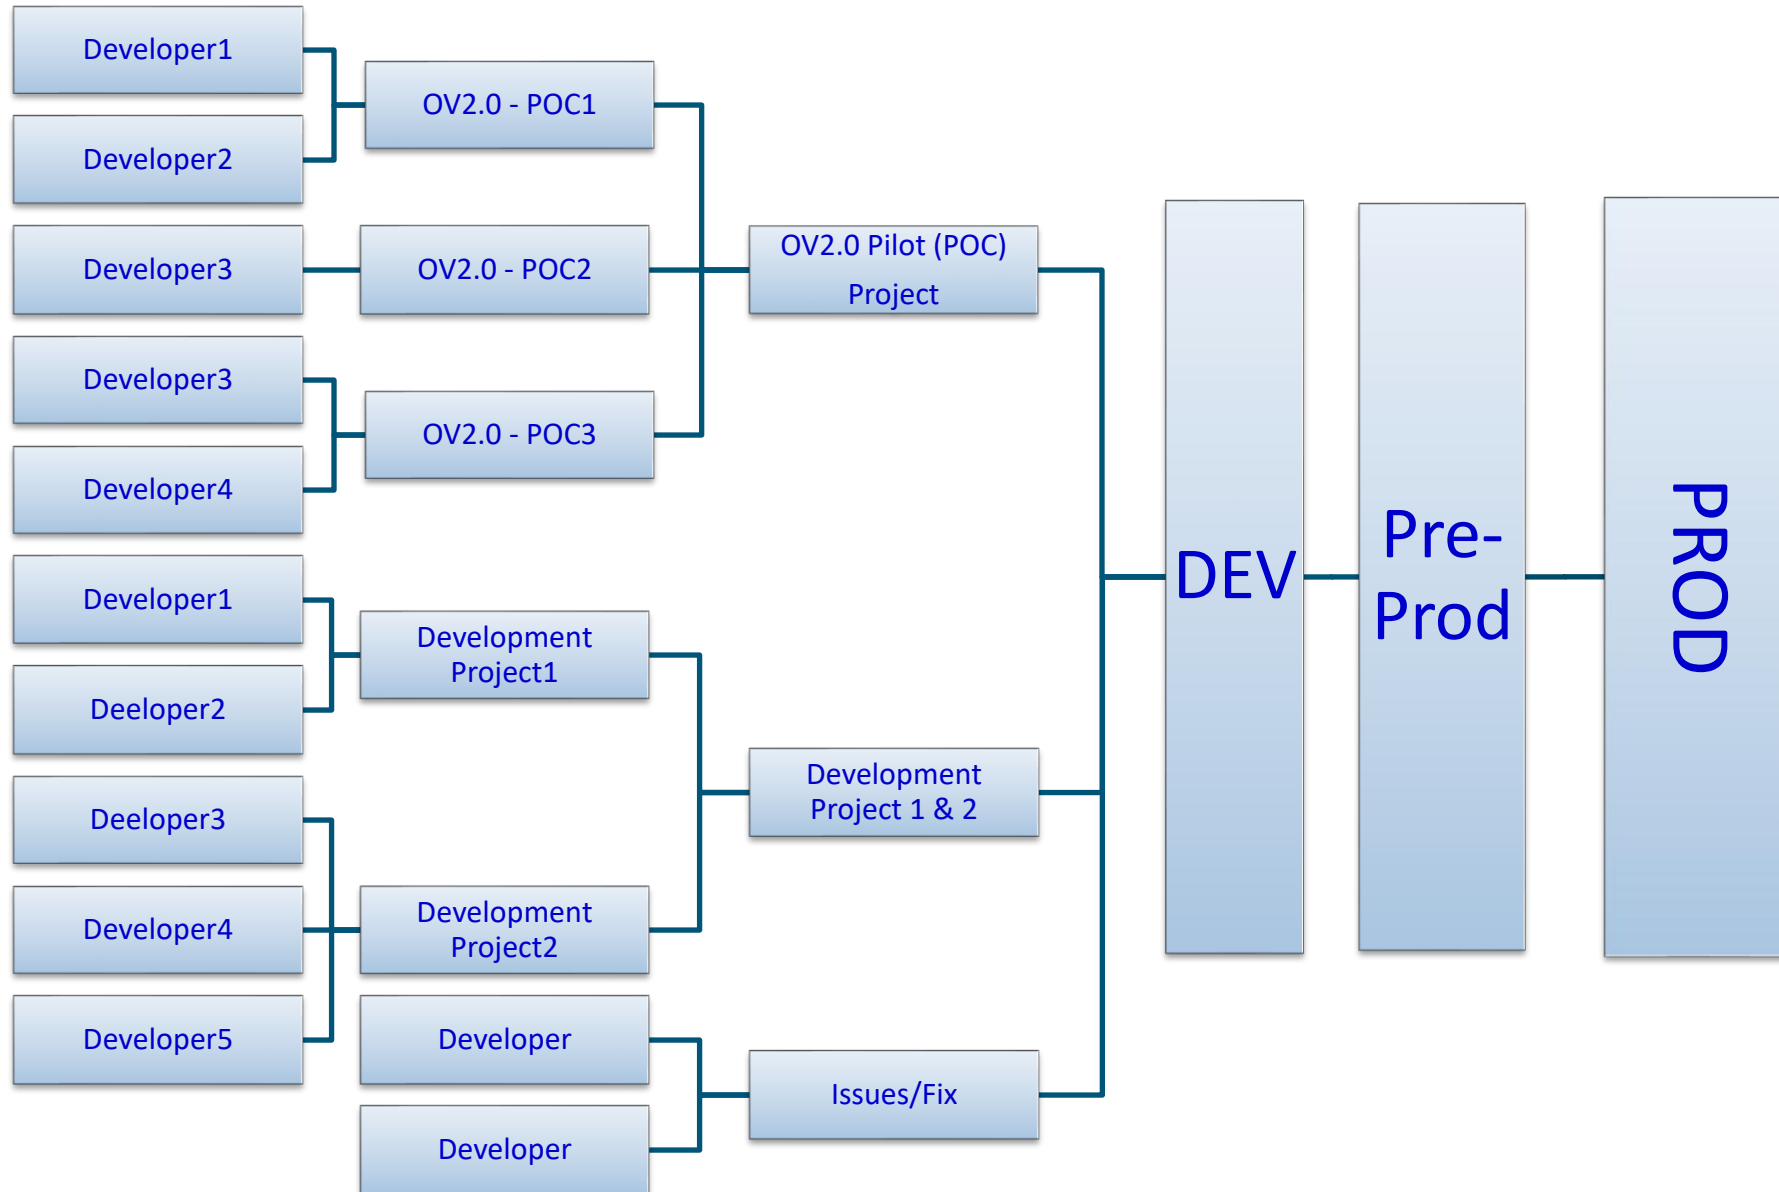 Developer1
Developer2
Developer3
Developer3
Developer4
Developer1
Deeloper2
Deeloper3
Developer4
Developer5
OV2.0 - POC1
OV2.0 - POC2
OV2.0 - POC3
Development
Project1
Development
Project2
Developer
Developer
OV2.0 Pilot (POC)
Project
Development
Project 1 & 2
Issues/Fix
DEV
Pre-
Prod
PROD